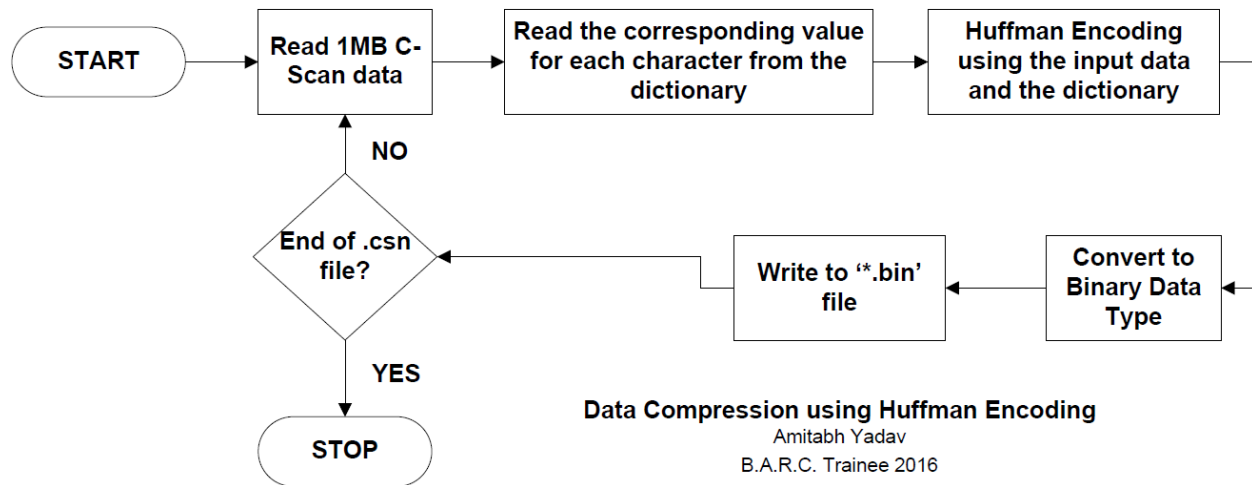 START
Read 1MB C-
Scan data
Read the corresponding value
for each character from the
dictionary
Huffman Encoding
using the input data
and the dictionary
NO
End of .csn
file?
Write to ‘*.bin’
file
Convert to
Binary Data
Type
YES
STOP
Data Compression using Huffman Encoding
Amitabh Yadav
B.A.R.C. Trainee 2016